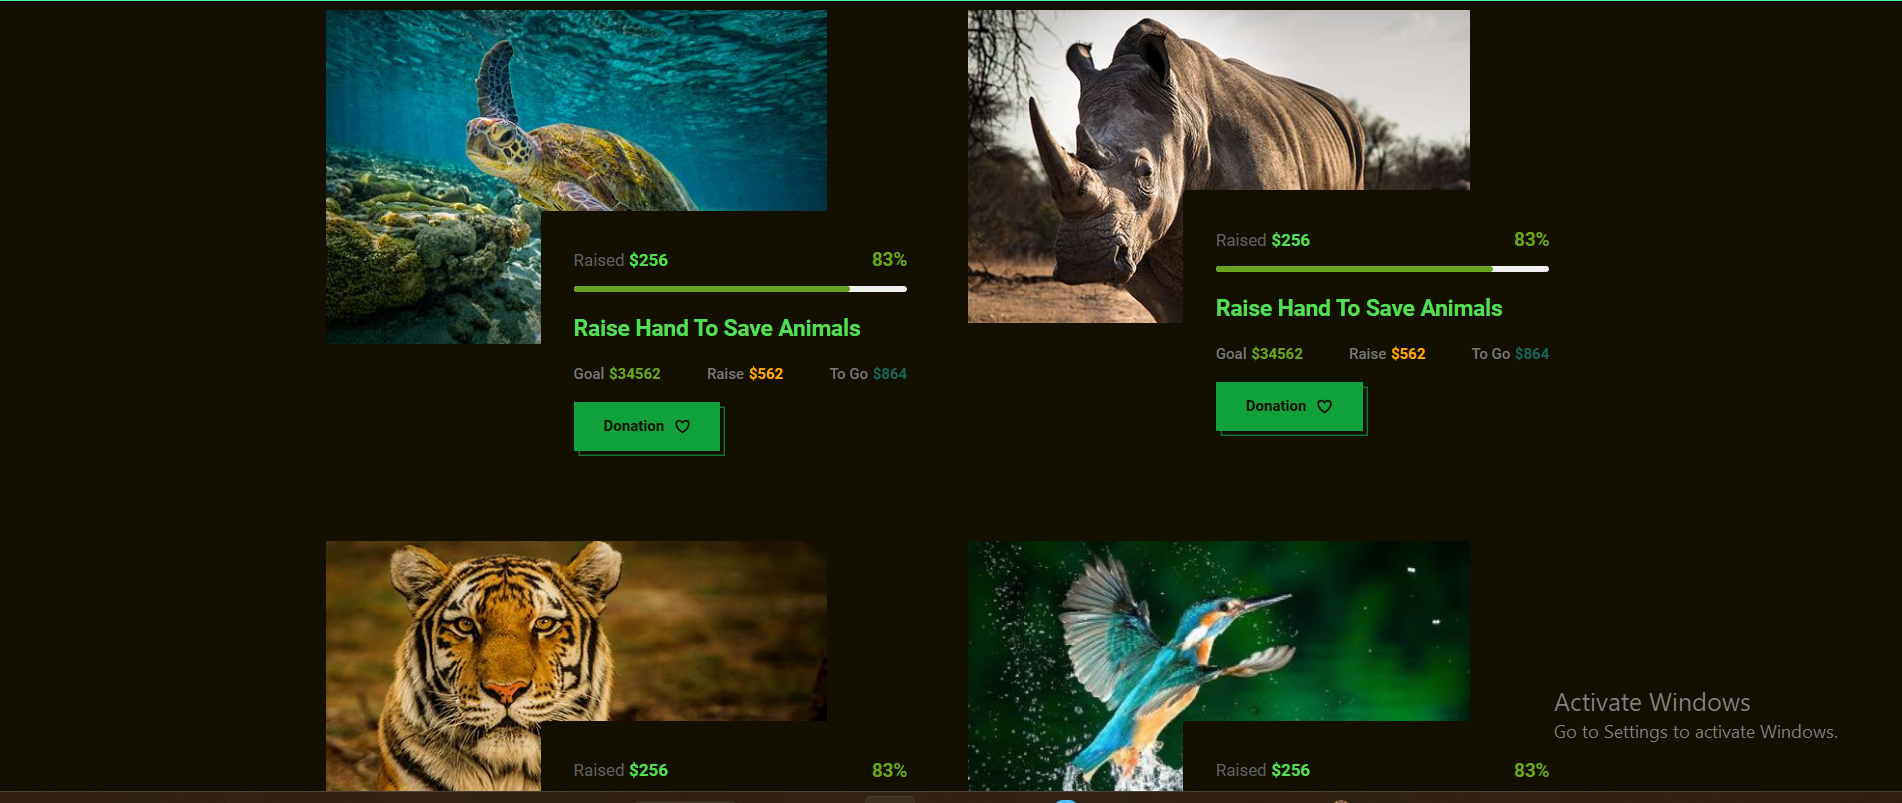 Raised $256 83%
Raise Hand To Save Animals
Goal $34562 Raise $562 To Go $864
Donation
Raised $256 83%
Raise Hand To Save Animals
Goal $34562 Raise $562 To Go $864
Donation
Raised $256 83%
Raised $256 83%
Activate Windows
Go to Settings to activate Windows.